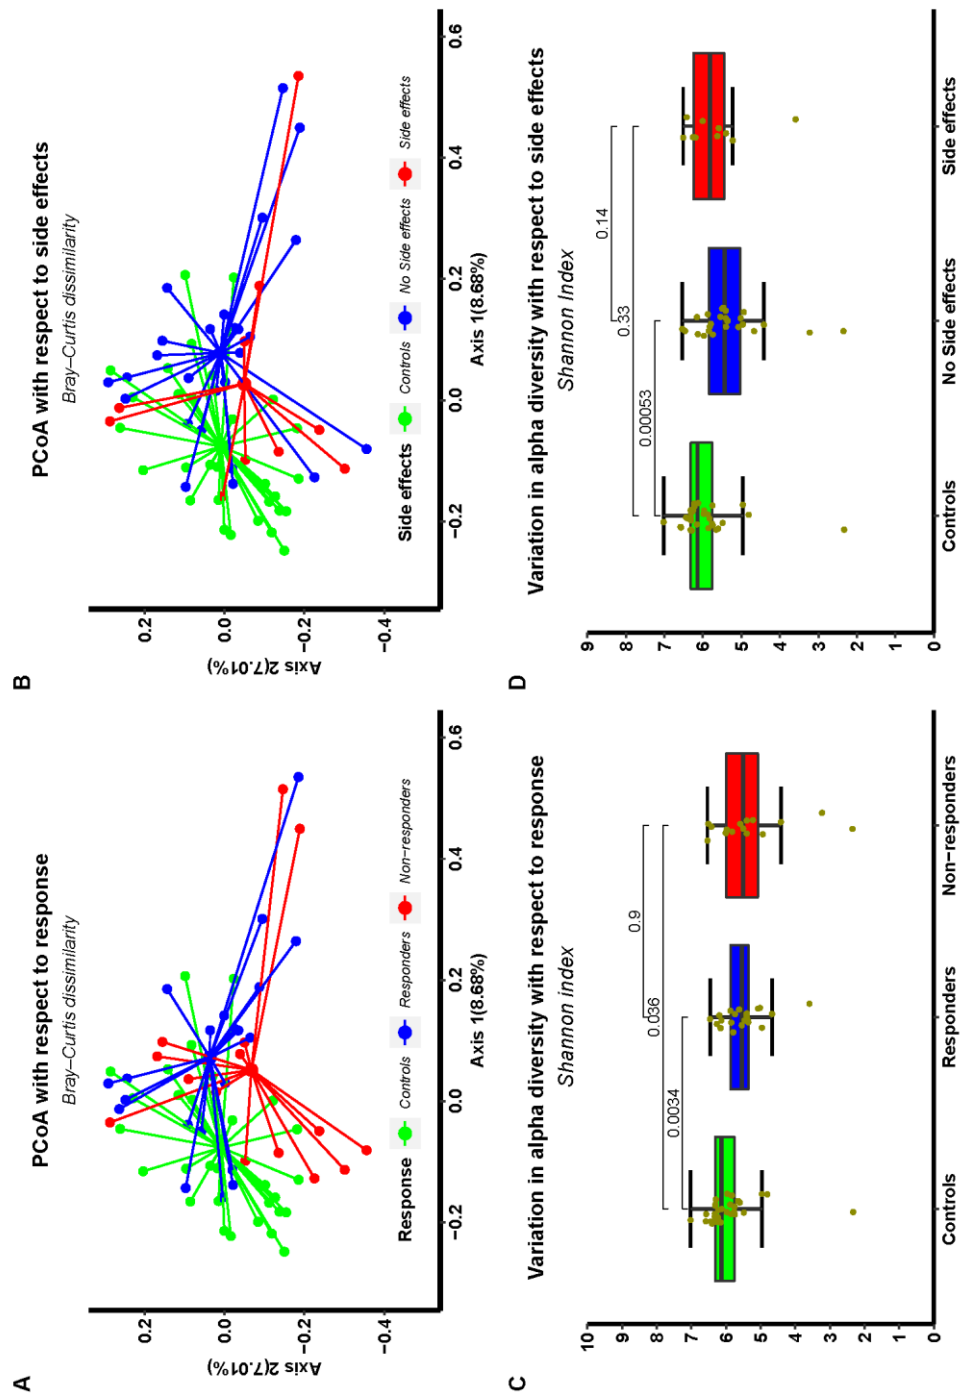 A
PCoA with respect to response
Bray–Curtis dissimilarity
Axis 2(7.01%)
0.2
0.0
−0.2
−0.4
−0.2
0.0
0.2
0.4
0.6
Axis 1(8.68%)
Response
Controls
Responders
Non−responders
B
PCoA with respect to side effects
Bray–Curtis dissimilarity
Axis 2(7.01%)
0.2
0.0
−0.2
−0.4
−0.2
0.0
0.2
0.4
0.6
Axis 1(8.68%)
Side effects
Controls
No Side effects
Side effects
C
Variation in alpha diversity with respect to response
Shannon index
10
9
8
7
6
5
4
3
2
1
0
0.9
0.036
0.0034
Controls
Responders
Non−responders
D
Variation in alpha diversity with respect to side effects
Shannon Index
9
8
7
6
5
4
3
2
1
0
0.14
0.33
0.00053
Controls
No Side effects
Side effects